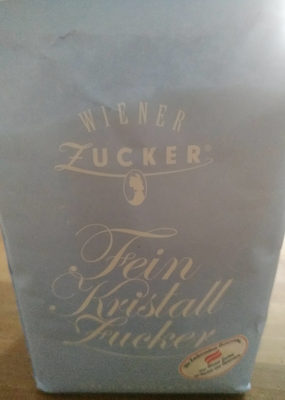 WIENER
ZUCKER®
Fein
Kristall
Zucker